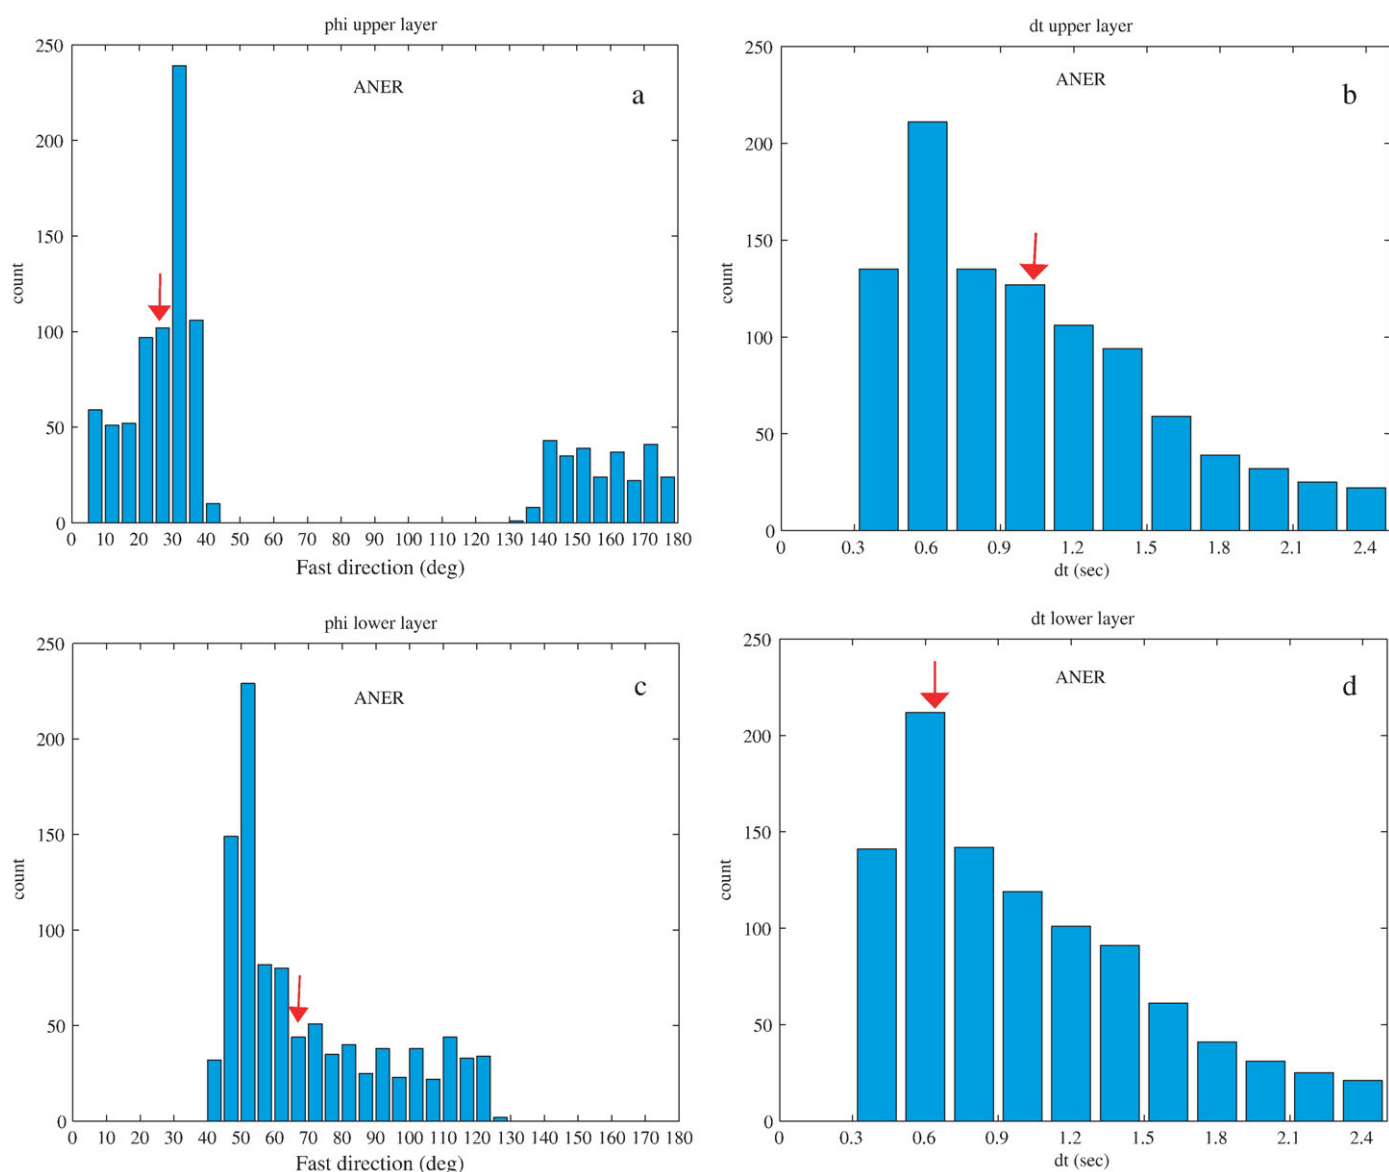 phi upper layer
250
200
150
100
50
0
count
ANER
a
0 10 20 30 40 50 60 70 80 90 100 110 120 130 140 150 160 170 180
Fast direction (deg)
dt upper layer
250
200
150
100
50
0
count
ANER
b
0 0.3 0.6 0.9 1.2 1.5 1.8 2.1 2.4
dt (sec)
phi lower layer
250
200
150
100
50
0
count
ANER
c
0 10 20 30 40 50 60 70 80 90 100 110 120 130 140 150 160 170 180
Fast direction (deg)
dt lower layer
250
200
150
100
50
0
count
ANER
d
0 0.3 0.6 0.9 1.2 1.5 1.8 2.1 2.4
dt (sec)